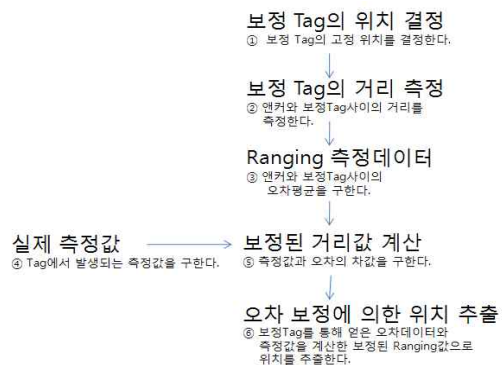 보정 Tag의 위치 결정
① 보정 Tag의 고정 위치를 결정한다.
보정 Tag의 거리 측정
② 앤커와 보정Tag사이의 거리를
측정한다.
Ranging 측정데이터
③ 앤커와 보정Tag사이의
오차평균을 구한다.
실제 측정값
④ Tag에서 발생되는 측정값을 구한다.
보정된 거리값 계산
⑤ 측정값과 오차의 차값을 구한다.
오차 보정에 의한 위치 추출
⑥ 보정Tag를 통해 얻은 오차데이터와
측정값을 계산한 보정된 Ranging값으로
위치를 추출한다.